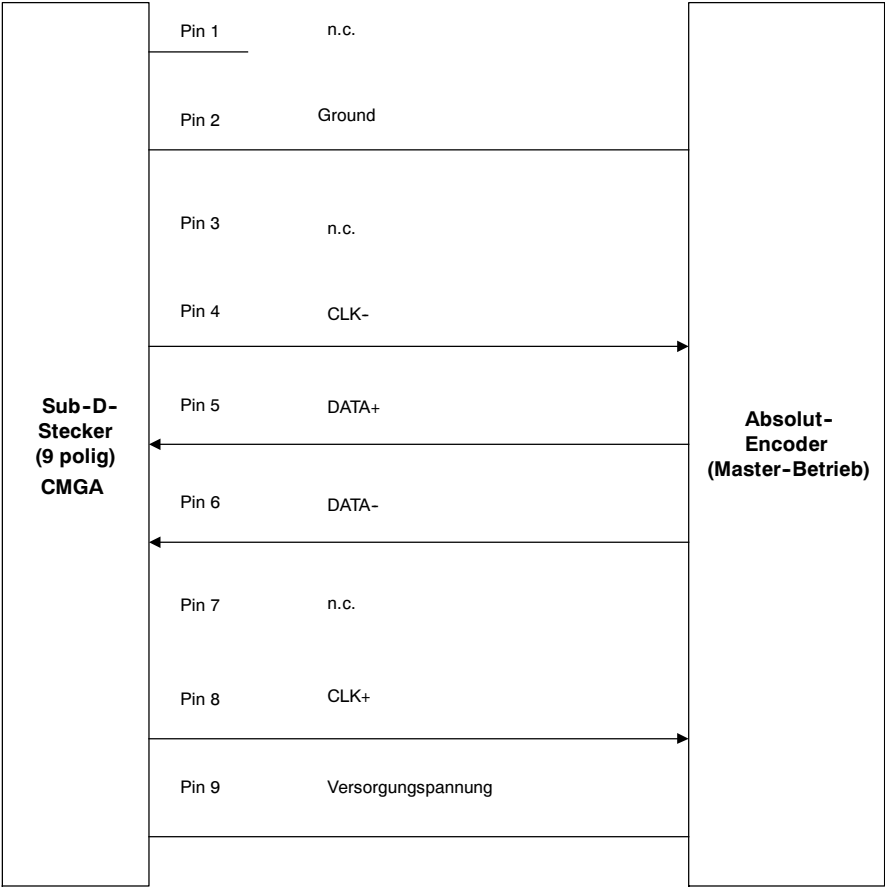 Pin 1 n.c.
Pin 2 Ground
Pin 3 n.c.
Pin 4 CLK-
Sub-D-
Stecker
(9 polig)
CMGA
Pin 5 DATA+
Absolut-
Encoder
(Master-Betrieb)
Pin 6 DATA-
Pin 7 n.c.
Pin 8 CLK+
Pin 9 Versorgungspannung